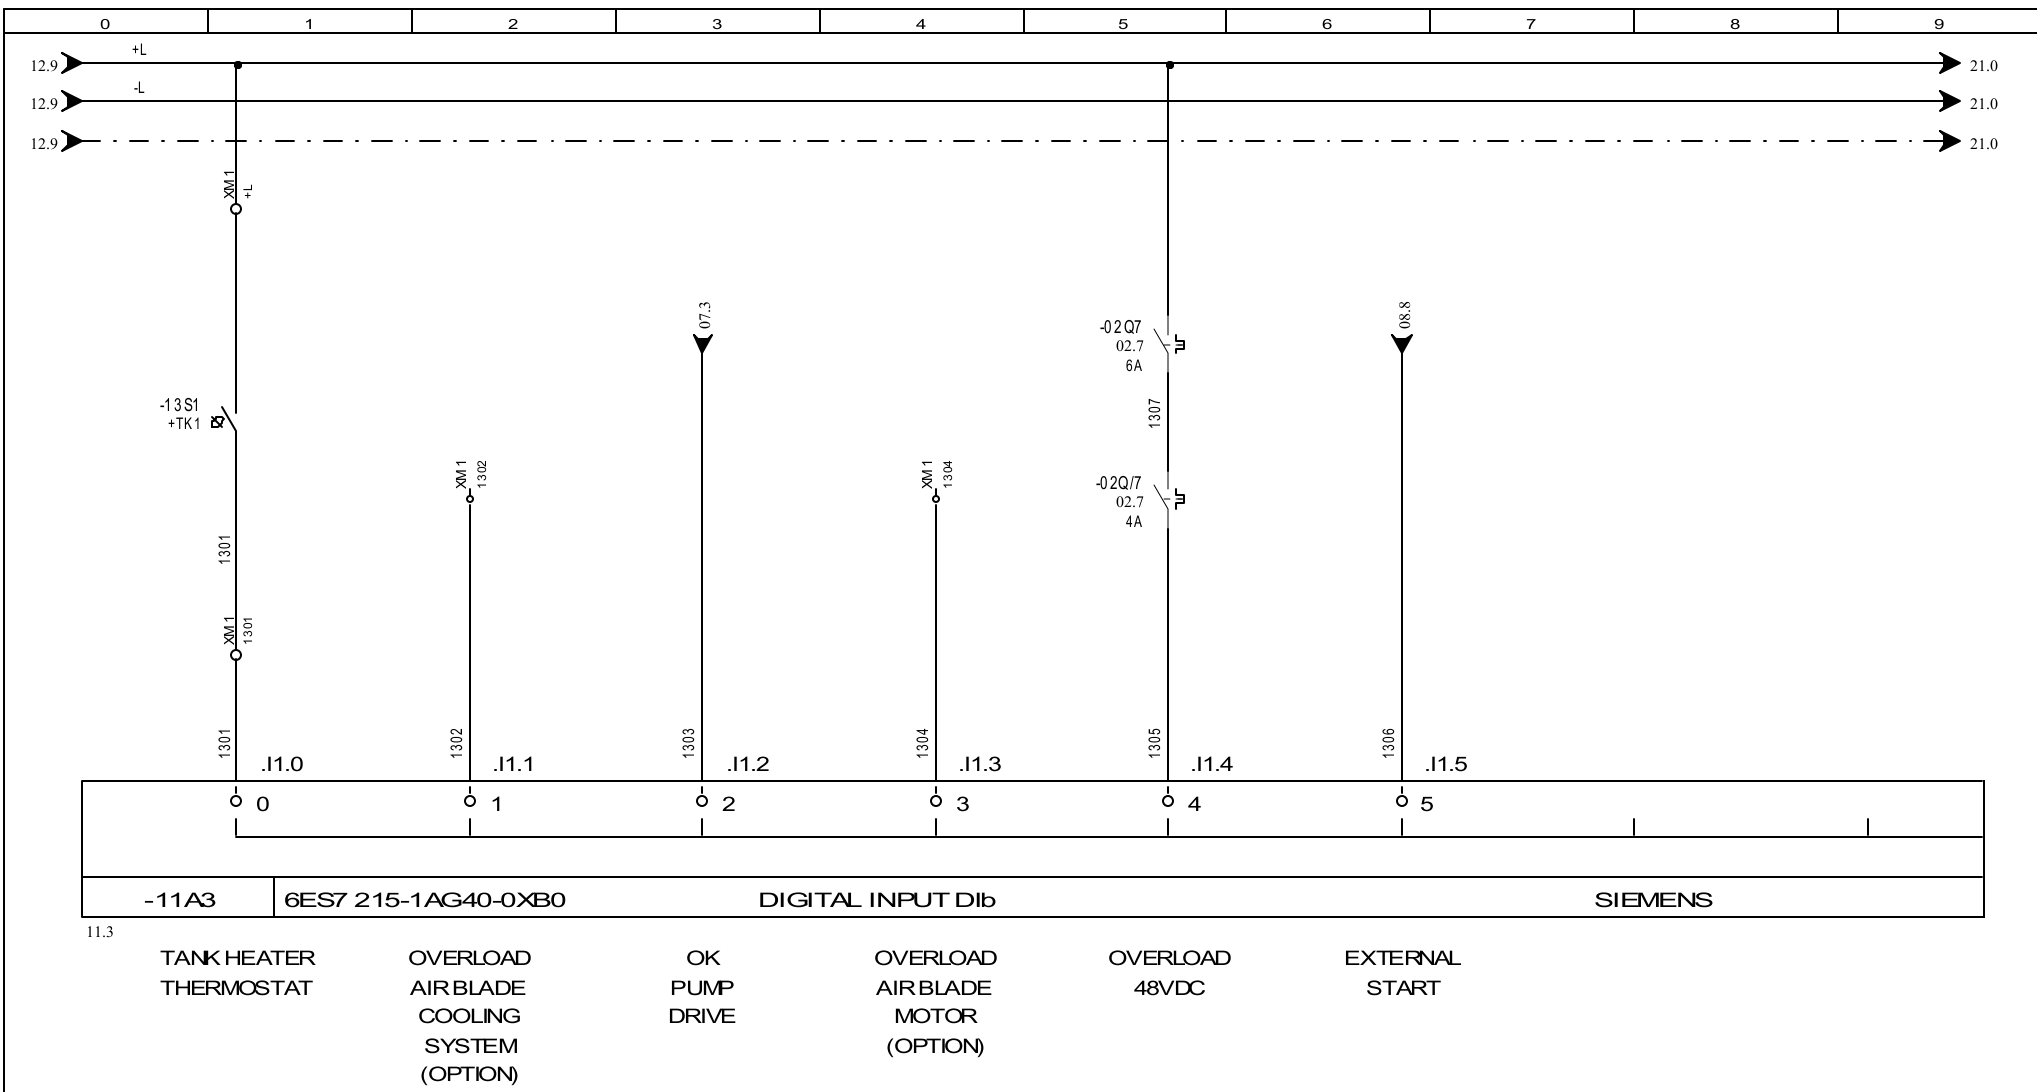 0 1 2 3 4 5 6 7 8 9
+L
12.9 21.0
-L
12.9 21.0
12.9 21.0
XM1
+L
07.3
08.8
-02Q7
02.7
6A
1307
-13S1
+TK1
XM1
1302
XM1
1304
-02Q/7
02.7
4A
1301
XM1
1301
1301 .I1.0
1302 .I1.1
1303 .I1.2
1304 .I1.3
1305 .I1.4
1306 .I1.5
0 1 2 3 4 5
-11A3 6ES7 215-1AG40-0XB0 DIGITAL INPUT DIb SIEMENS
11.3
TANK HEATER
THERMOSTAT
OVERLOAD
AIR BLADE
COOLING
SYSTEM
(OPTION)
OK
PUMP
DRIVE
OVERLOAD
AIR BLADE
MOTOR
(OPTION)
OVERLOAD
48VDC
EXTERNAL
START